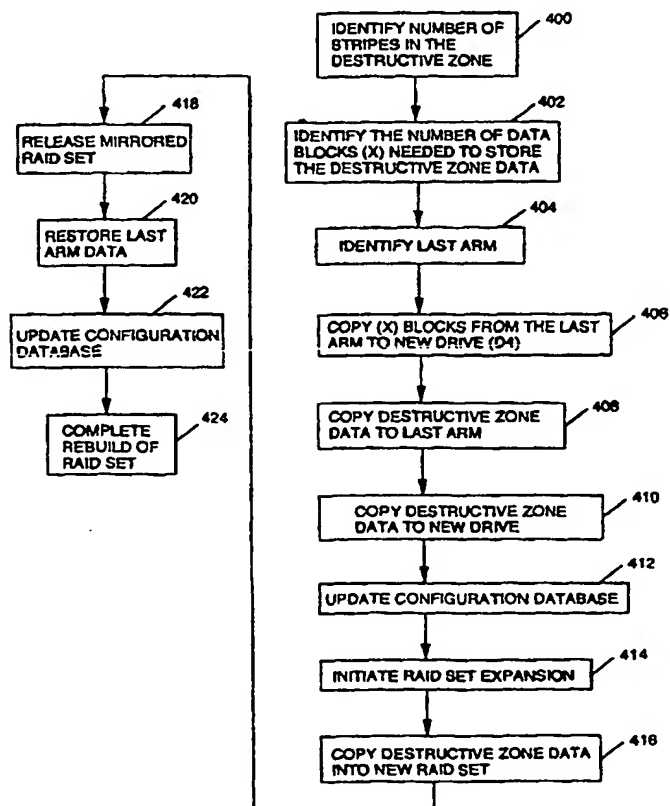 IDENTIFY NUMBER OF
STRIPES IN THE
DESTRUCTIVE ZONE
400
402
IDENTIFY THE NUMBER OF DATA
BLOCKS (X) NEEDED TO STORE
THE DESTRUCTIVE ZONE DATA
404
IDENTIFY LAST ARM
COPY (X) BLOCKS FROM THE LAST
ARM TO NEW DRIVE (D4)
406
COPY DESTRUCTIVE ZONE
DATA TO LAST ARM
408
410
COPY DESTRUCTIVE ZONE
DATA TO NEW DRIVE
412
UPDATE CONFIGURATION DATABASE
INITIATE RAID SET EXPANSION
414
COPY DESTRUCTIVE ZONE DATA
INTO NEW RAID SET
416
418
RELEASE MIRRORED
RAID SET
420
RESTORE LAST
ARM DATA
422
UPDATE CONFIGURATION
DATABASE
COMPLETE
REBUILD OF
RAID SET
424